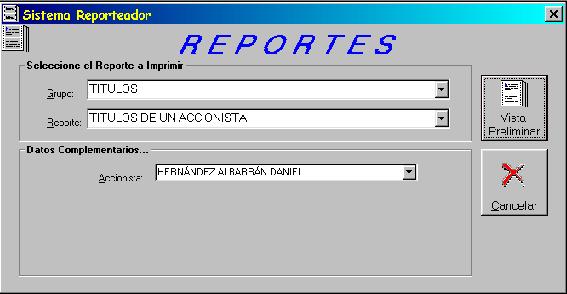 Sistema Reporteador
REPORTES
Seleccione el Reporte a Imprimir
Grupo: TITULOS
Reporte: TITULOS DE UN ACCIONISTA
Vista
Preliminar
Datos Complementarios...
Accionista: HERNÁNDEZ ALBARRÁN DANIEL
Cancelar